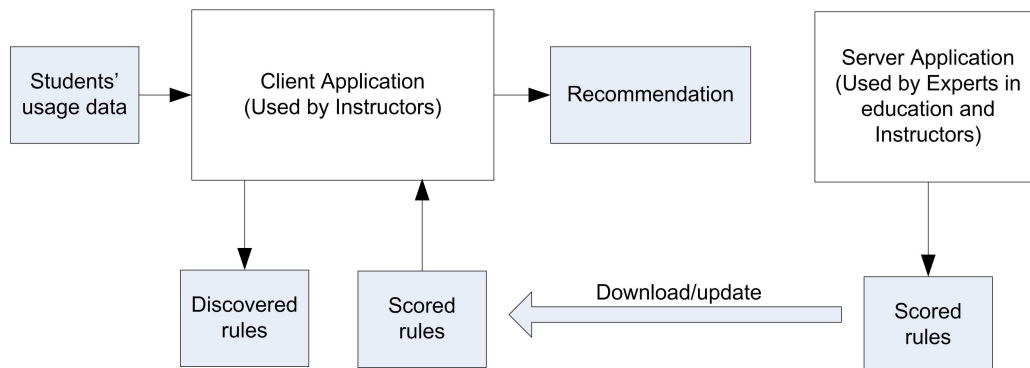 Students’
usage data
Client Application
(Used by Instructors)
Recommendation
Server Application
(Used by Experts in
education and
Instructors)
Discovered
rules
Scored
rules
Download/update
Scored
rules